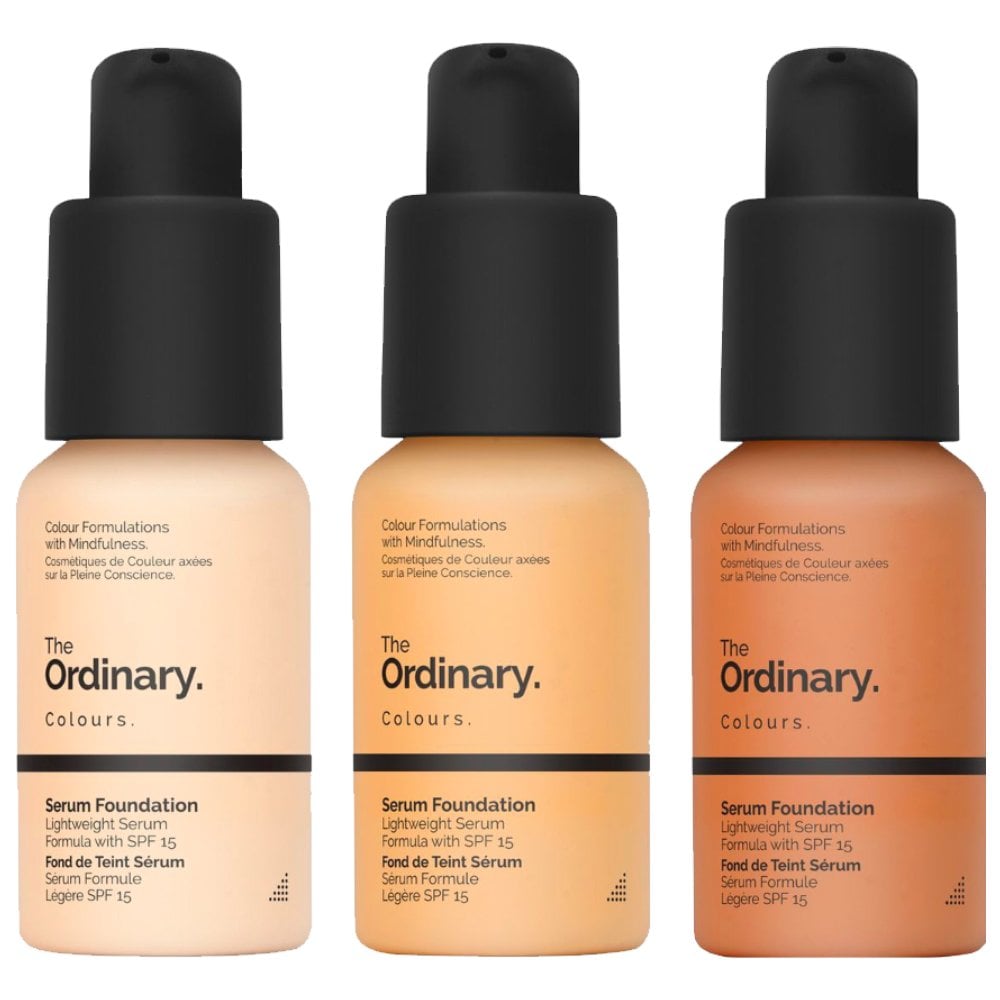 Colour Formulations
with Mindfulness.
Cosmétiques de Couleur axées
sur la Pleine Conscience.
The
Ordinary.
Colours.
Serum Foundation
Lightweight Serum
Formula with SPF 15
Fond de Teint Sérum
Sérum Formule
Légère SPF 15
Colour Formulations
with Mindfulness.
Cosmétiques de Couleur axées
sur la Pleine Conscience.
The
Ordinary.
Colours.
Serum Foundation
Lightweight Serum
Formula with SPF 15
Fond de Teint Sérum
Sérum Formule
Légère SPF 15
Colour Formulations
with Mindfulness.
Cosmétiques de Couleur axées
sur la Pleine Conscience.
The
Ordinary.
Colours.
Serum Foundation
Lightweight Serum
Formula with SPF 15
Fond de Teint Sérum
Sérum Formule
Légère SPF 15